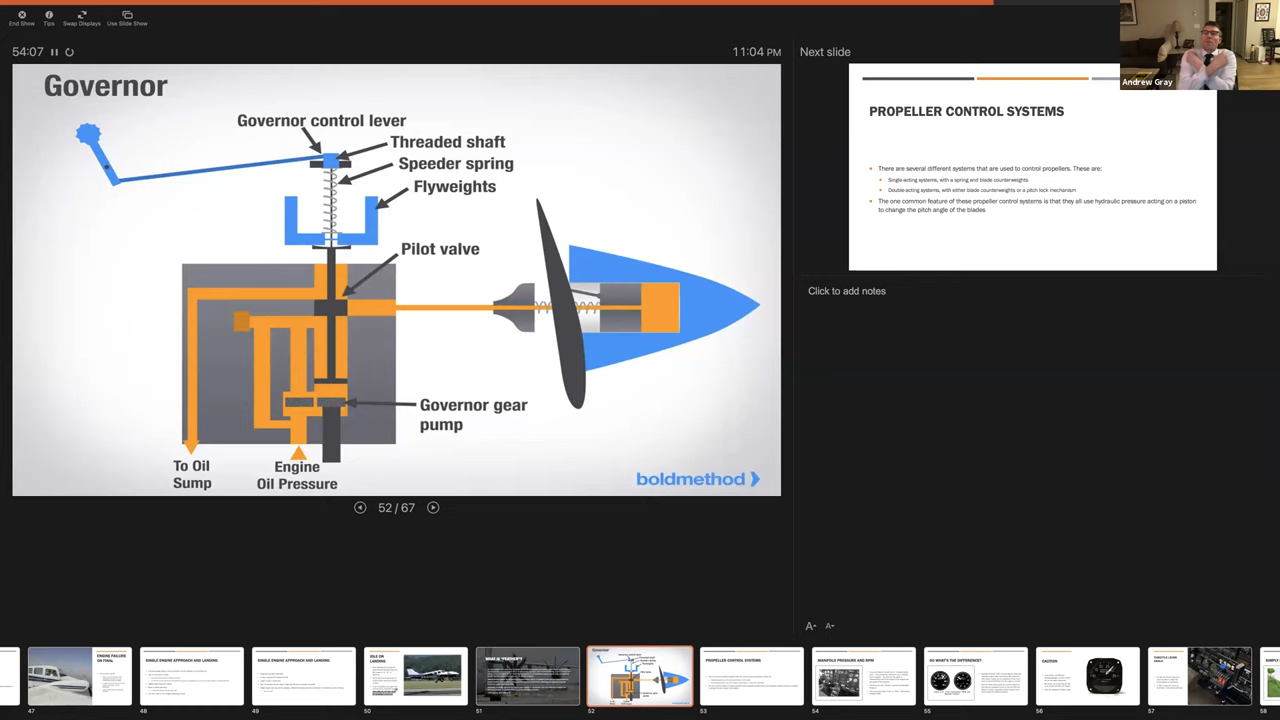 End Show
Tips
Swap Displays
Use Slide Show
54:07
11:04 PM
Next slide
Andrew Gray
Governor
Governor control lever
Threaded shaft
Speeder spring
Flyweights
Pilot valve
Governor gear
pump
To Oil
Sump
Engine
Oil Pressure
boldmethod
52 / 67
PROPELLER CONTROL SYSTEMS
There are several different systems that are used to control propellers. These are:
Single-acting systems, with a spring and blade counterweights
Double-acting systems, with either blade counterweights or a pitch lock mechanism
The one common feature of these propeller control systems is that they all use hydraulic pressure acting on a piston
to change the pitch angle of the blades
Click to add notes
A
A
ENGINE FAILURE
ON FINAL
SINGLE ENGINE APPROACH AND LANDING
SINGLE ENGINE APPROACH AND LANDING
IDLE ON
LANDING
WHAT IS "FEATHER"?
Governor
PROPELLER CONTROL SYSTEMS
MANIFOLD PRESSURE AND RPM
SO WHAT'S THE DIFFERENCE?
CAUTION
THROTTLE LEVER
47
48
49
50
51
52
53
54
55
56
57
58